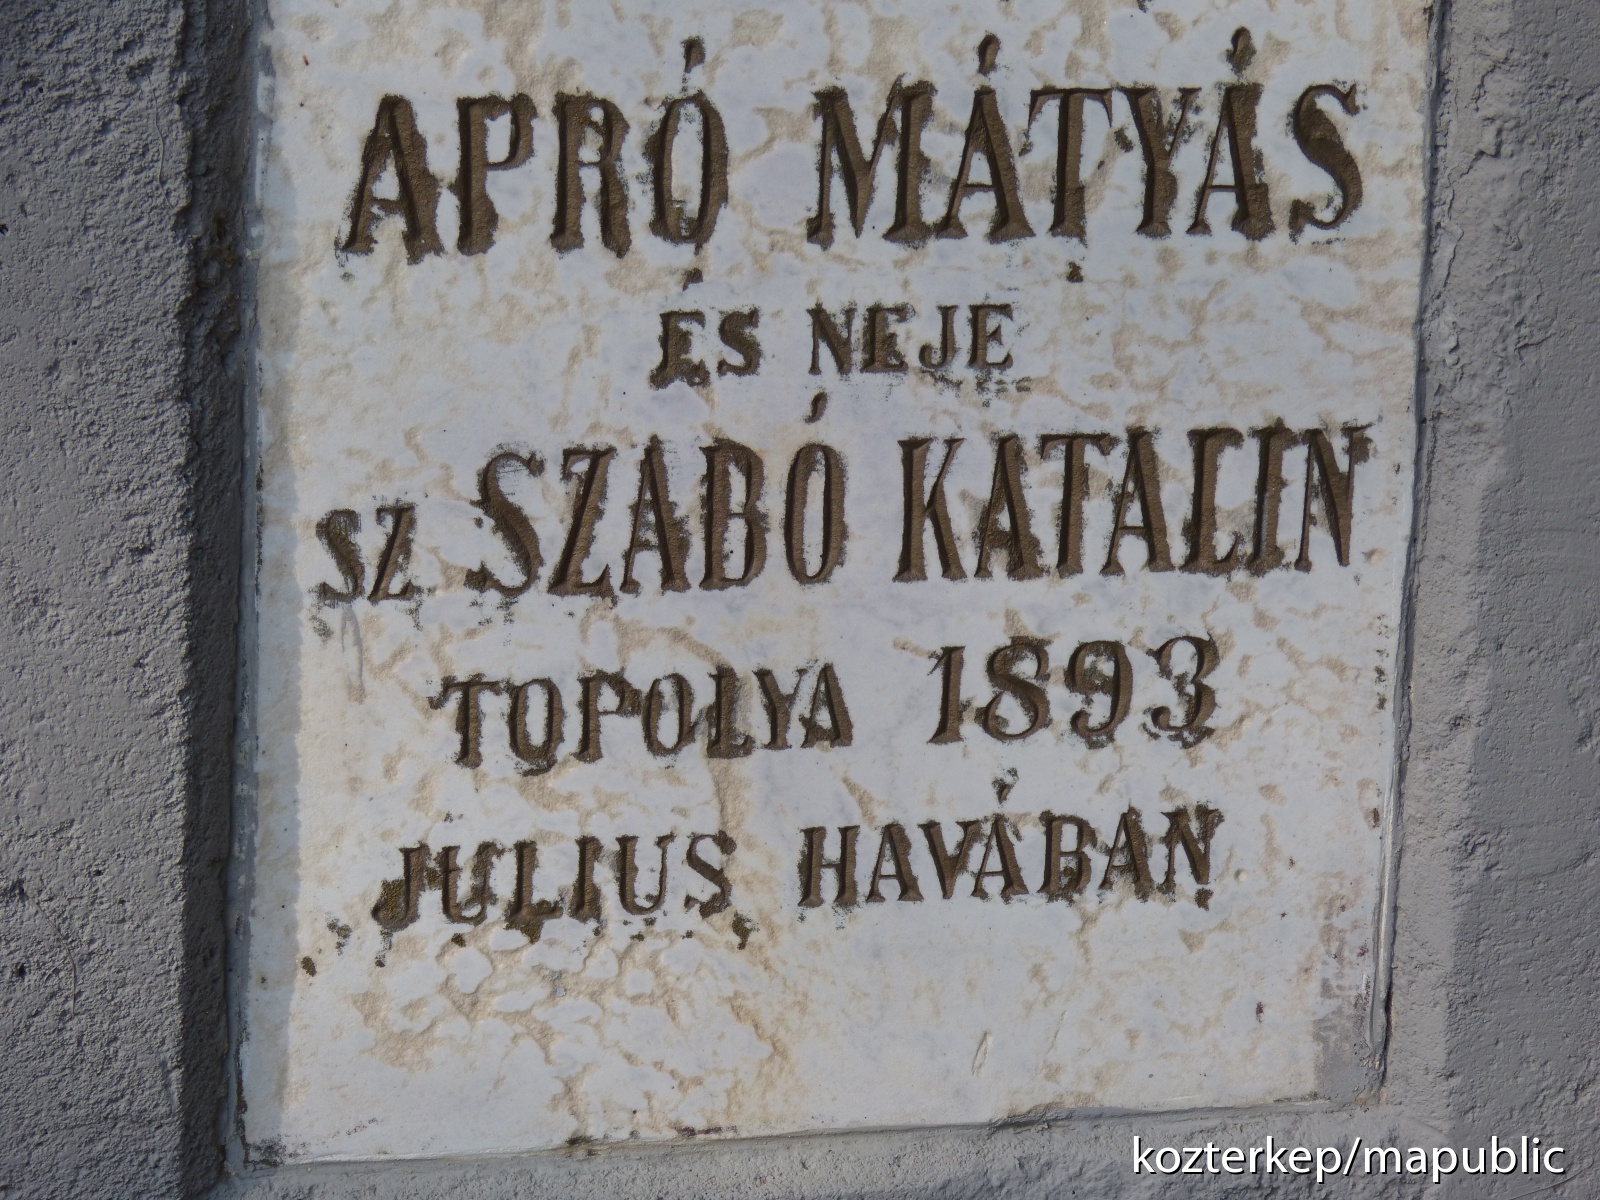 APRÓ MÁTYÁS
ÉS NEJE
SZ SZABÓ KATALIN
TOPOLYA 1893
JULIUS HAVÁBAN
kozterkep/mapublic